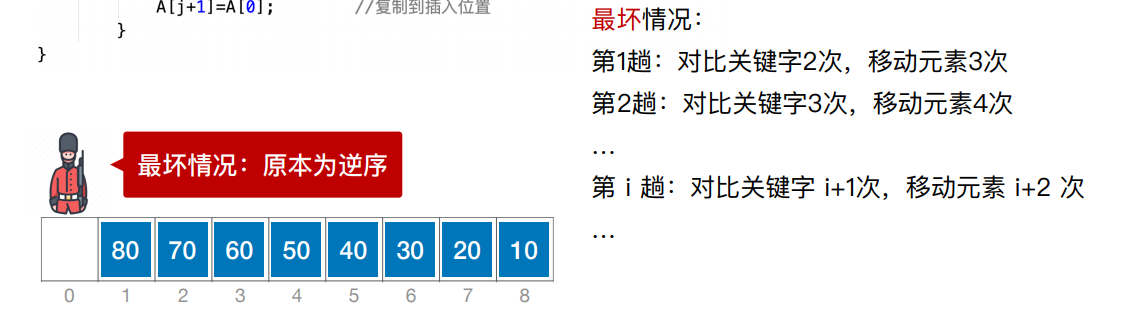 A[j+1]=A[0]; //复制到插入位置
}
}
最坏情况：原本为逆序
80 70 60 50 40 30 20 10
0 1 2 3 4 5 6 7 8
最坏情况：
第1趟：对比关键字2次，移动元素3次
第2趟：对比关键字3次，移动元素4次
…
第 i 趟：对比关键字 i+1次，移动元素 i+2 次
…